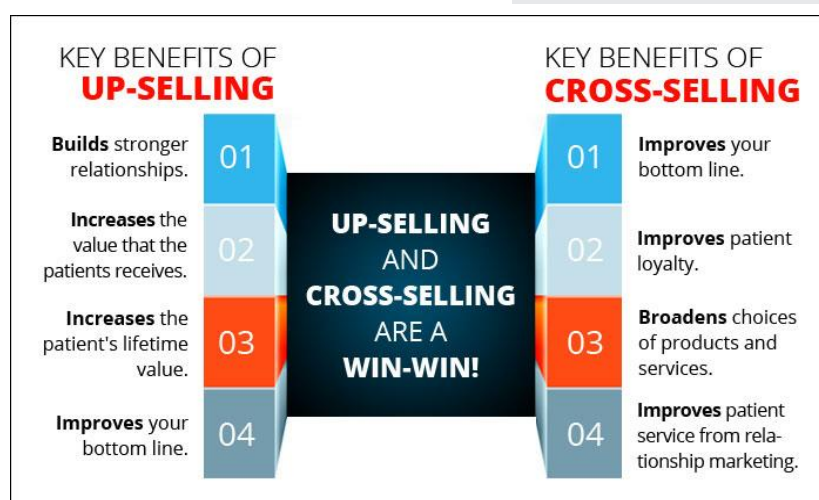 KEY BENEFITS OF
UP-SELLING
Builds stronger
relationships.
01
Increases the
value that the
patients receives.
02
Increases the
patient's lifetime
value.
03
Improves your
bottom line.
04
UP-SELLING
AND
CROSS-SELLING
ARE A
WIN-WIN!
KEY BENEFITS OF
CROSS-SELLING
01
Improves your
bottom line.
02
Improves patient
loyalty.
03
Broadens choices
of products and
services.
04
Improves patient
service from rela-
tionship marketing.